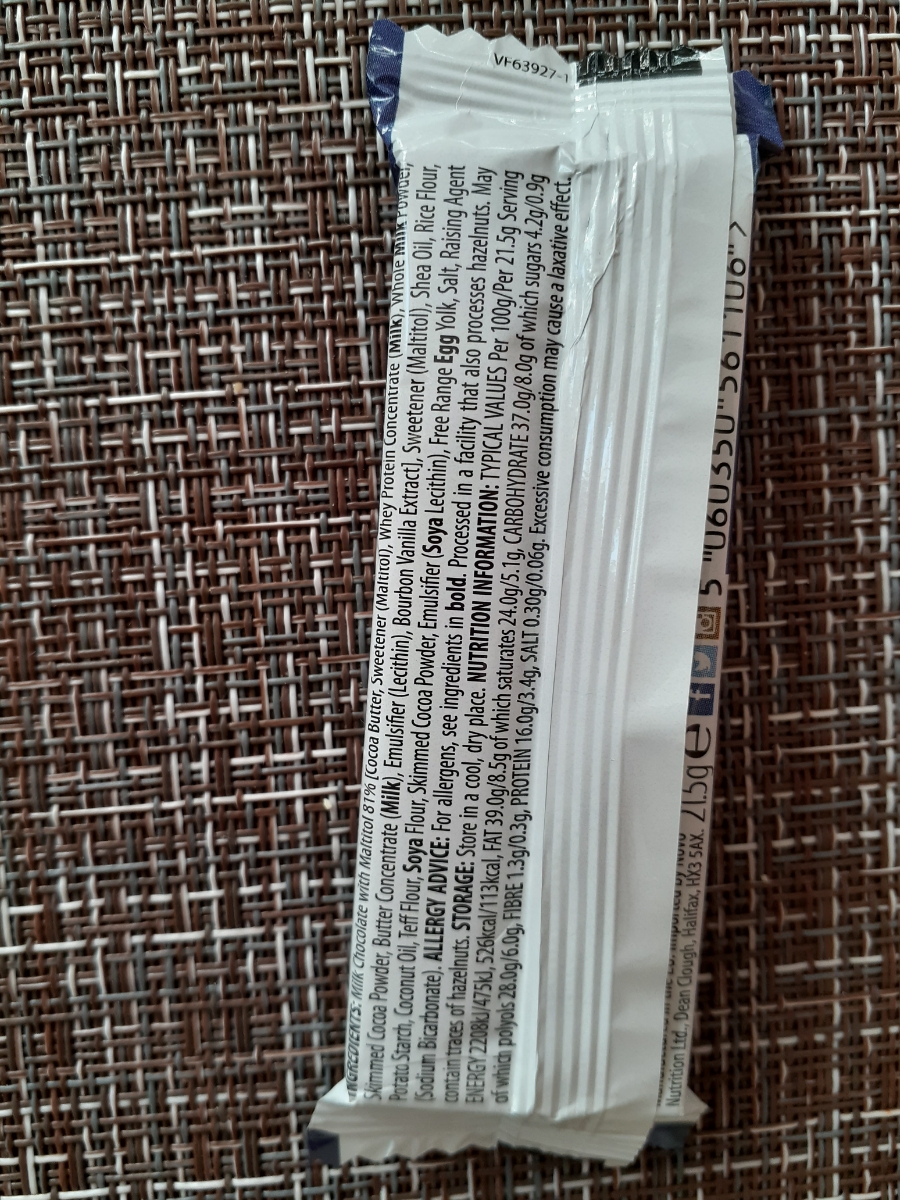 INGREDIENTS: Milk Chocolate with Maltitol 81% [Cocoa Butter, Sweetener (Maltitol), Whey Protein Concentrate (Milk), Whole Milk Powder,
Skimmed Cocoa Powder, Butter Concentrate (Milk), Emulsifier (Lecithin), Bourbon Vanilla Extract], Sweetener (Maltitol), Shea Oil, Rice Flour,
Potato Starch, Coconut Oil, Teff Flour, Soya Flour, Skimmed Cocoa Powder, Emulsifier (Soya Lecithin), Free Range Egg Yolk, Salt, Raising Agent
(Sodium Bicarbonate). ALLERGY ADVICE: For allergens, see ingredients in bold. Processed in a facility that also processes hazelnuts. May
contain traces of hazelnuts. STORAGE: Store in a cool, dry place. NUTRITION INFORMATION: TYPICAL VALUES Per 100g/Per 21.5g Serving
ENERGY 2208kJ/475kJ, 526kcal/113kcal, FAT 39.0g/8.5g of which saturates 24.0g/5.1g, CARBOHYDRATE 37.0g/8.0g of which sugars 4.2g/0.9g
of which polyols 28.0g/6.0g, FIBRE 1.3g/0.3g, PROTEIN 16.0g/3.4g, SALT 0.30g/0.06g. Excessive consumption may cause a laxative effect.
VF63927-1
in the EU. Imported by Novo
Nutrition Ltd., Dean Clough, Halifax, HX3 5AX. 21.5g e f 5 060350 561106 >